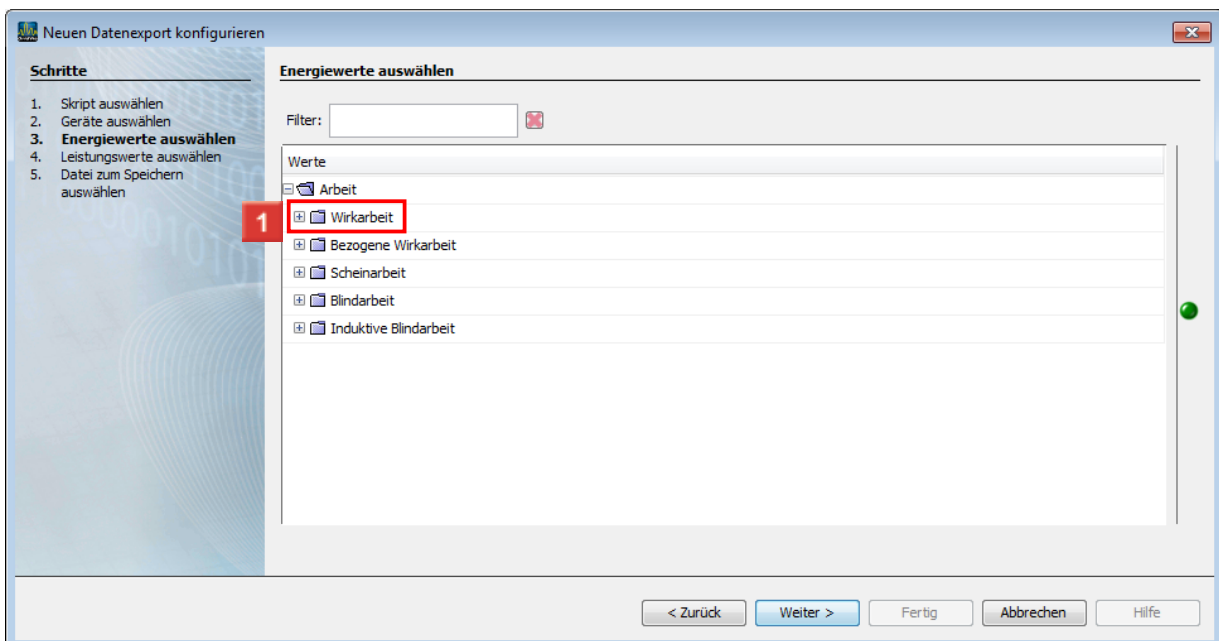 Neuen Datenexport konfigurieren
Schritte
1. Skript auswählen
2. Geräte auswählen
3. Energiewerte auswählen
4. Leistungswerte auswählen
5. Datei zum Speichern
auswählen
Energiewerte auswählen
Filter:
Werte
Arbeit
1
Wirkarbeit
Bezogene Wirkarbeit
Scheinarbeit
Blindarbeit
Induktive Blindarbeit
< Zurück
Weiter >
Fertig
Abbrechen
Hilfe